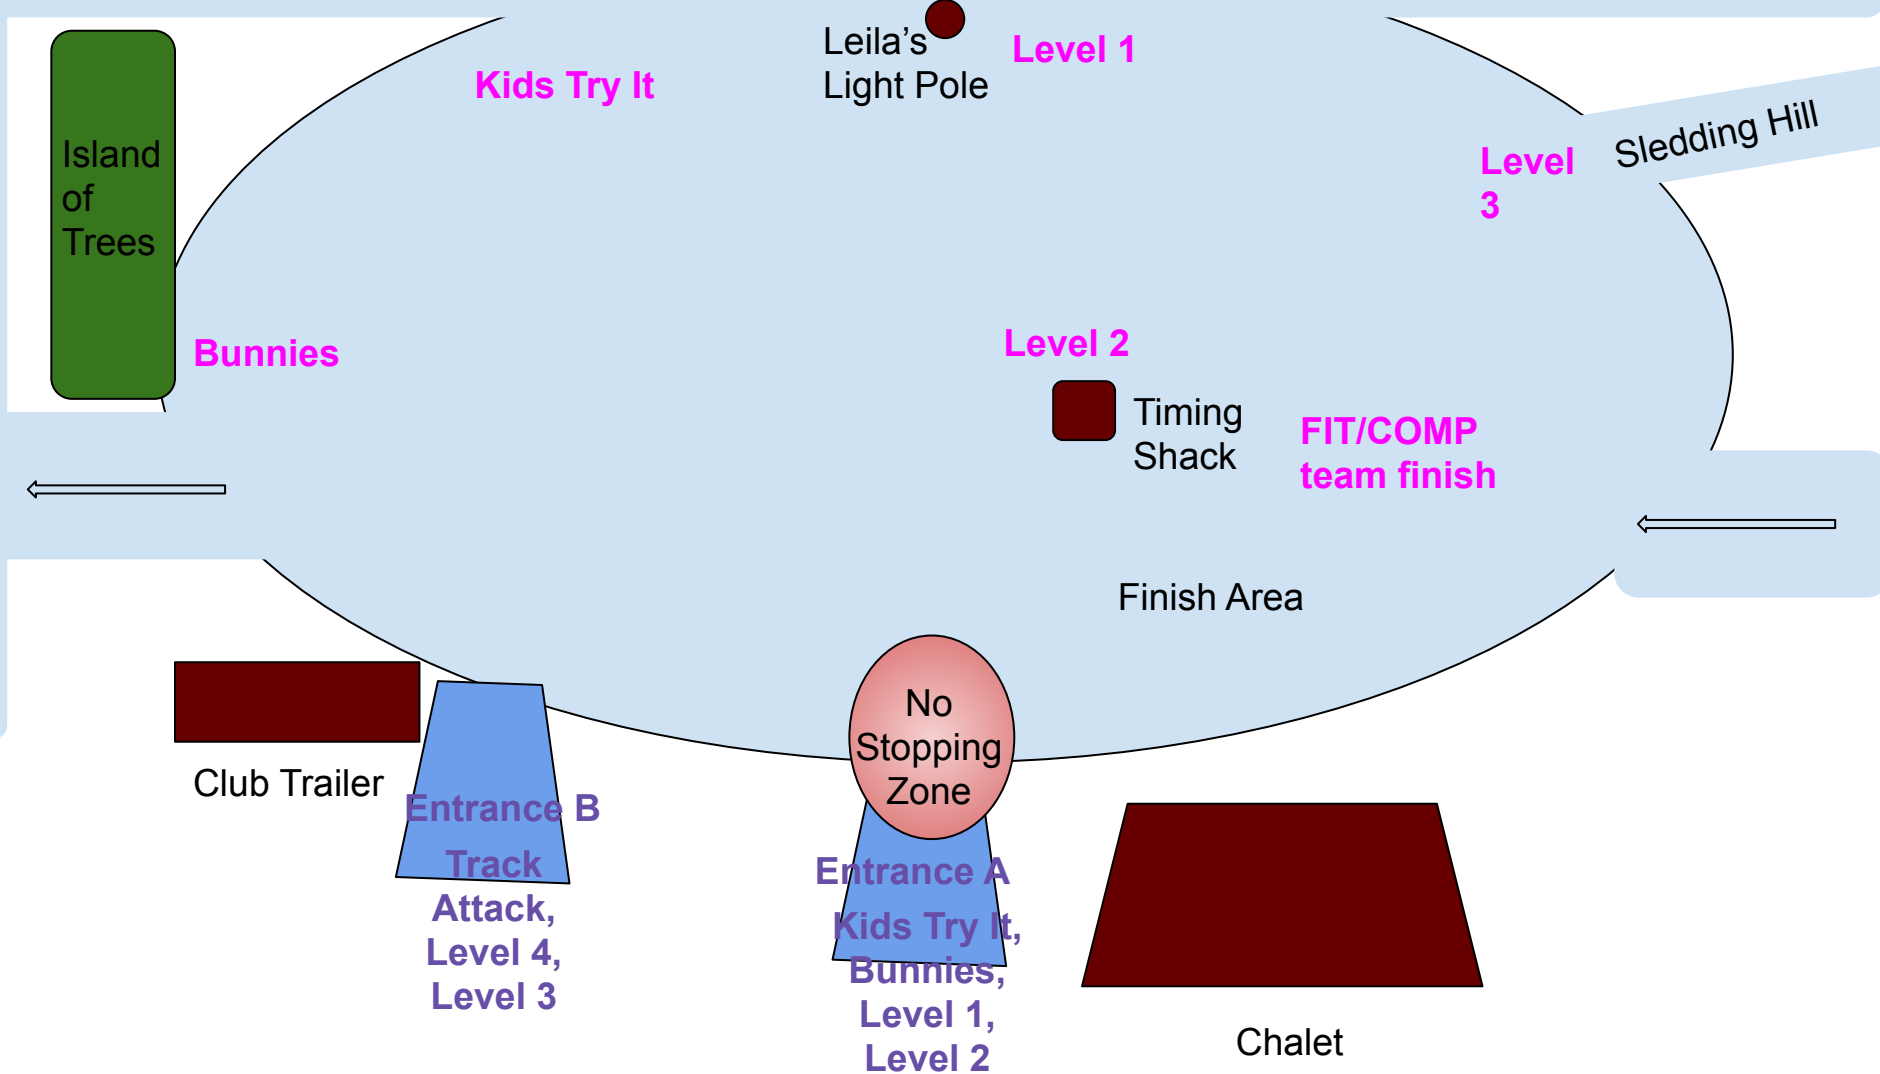 Leila’s
Light Pole
Level 1
Kids Try It
Island
of
Trees
Sledding Hill
Level
3
Bunnies
Level 2
Timing
Shack
FIT/COMP
team finish
Finish Area
No
Stopping
Zone
Club Trailer
Entrance B
Track
Attack,
Level 4,
Level 3
Entrance A
Kids Try It,
Bunnies,
Level 1,
Level 2
Chalet